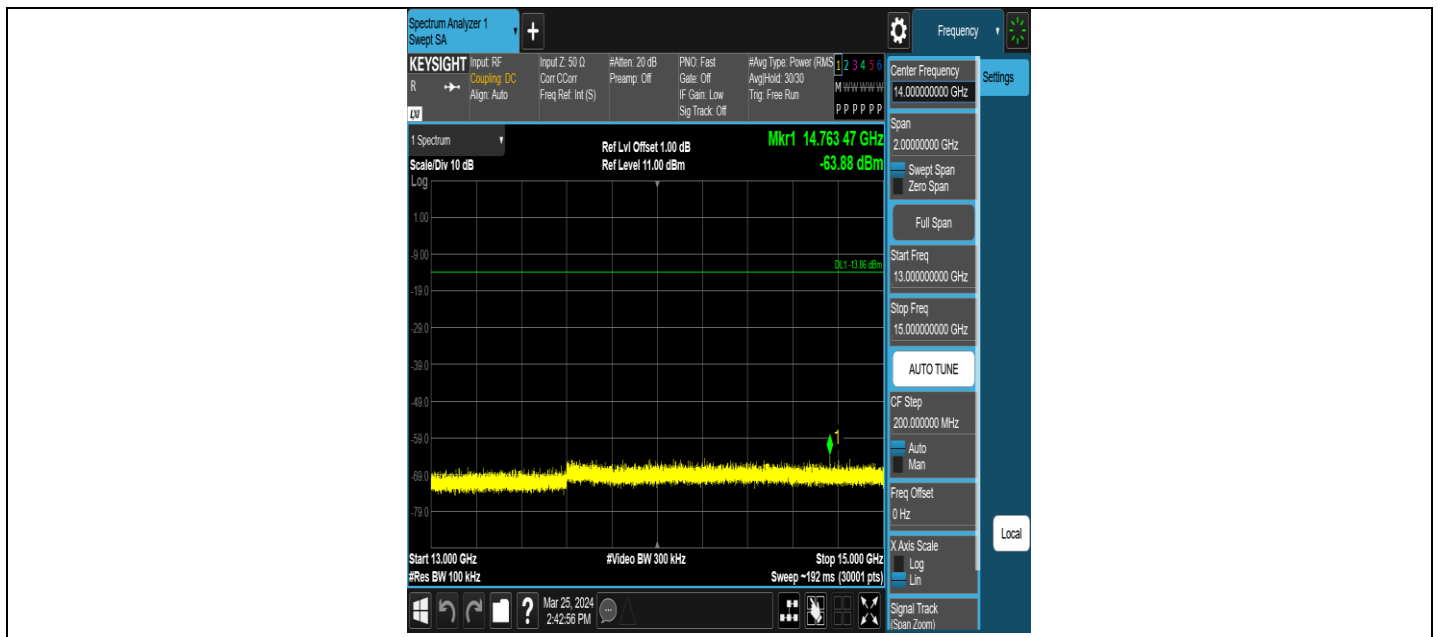 Spectrum Analyzer 1
Swept SA
+
Frequency
KEYSIGHT
R
LXI
Input: RF
Coupling: DC
Align: Auto
Input Z: 50 Ω
Corr CCorr
Freq Ref: Int (S)
#Atten: 20 dB
Preamp: Off
PNO: Fast
Gate: Off
IF Gain: Low
Sig Track: Off
#Avg Type: Power (RMS
Avg|Hold: 30/30
Trig: Free Run
1 2 3 4 5 6
M W W W W W
P P P P P P
1 Spectrum
Scale/Div 10 dB
Log
Ref Lvl Offset 1.00 dB
Ref Level 11.00 dBm
Mkr1 14.763 47 GHz
-63.88 dBm
1.00
-9.00
DL1 -13.86 dBm
-19.0
-29.0
-39.0
-49.0
-59.0
1
-69.0
-79.0
Start 13.000 GHz
#Res BW 100 kHz
#Video BW 300 kHz
Stop 15.000 GHz
Sweep ~192 ms (30001 pts)
Center Frequency
14.00000000 GHz
Settings
Span
2.00000000 GHz
Swept Span
Zero Span
Full Span
Start Freq
13.000000000 GHz
Stop Freq
15.000000000 GHz
AUTO TUNE
CF Step
200.000000 MHz
Auto
Man
Freq Offset
0 Hz
X Axis Scale
Log
Lin
Local
Signal Track
(Span Zoom)
?
Mar 25, 2024
2:42:56 PM